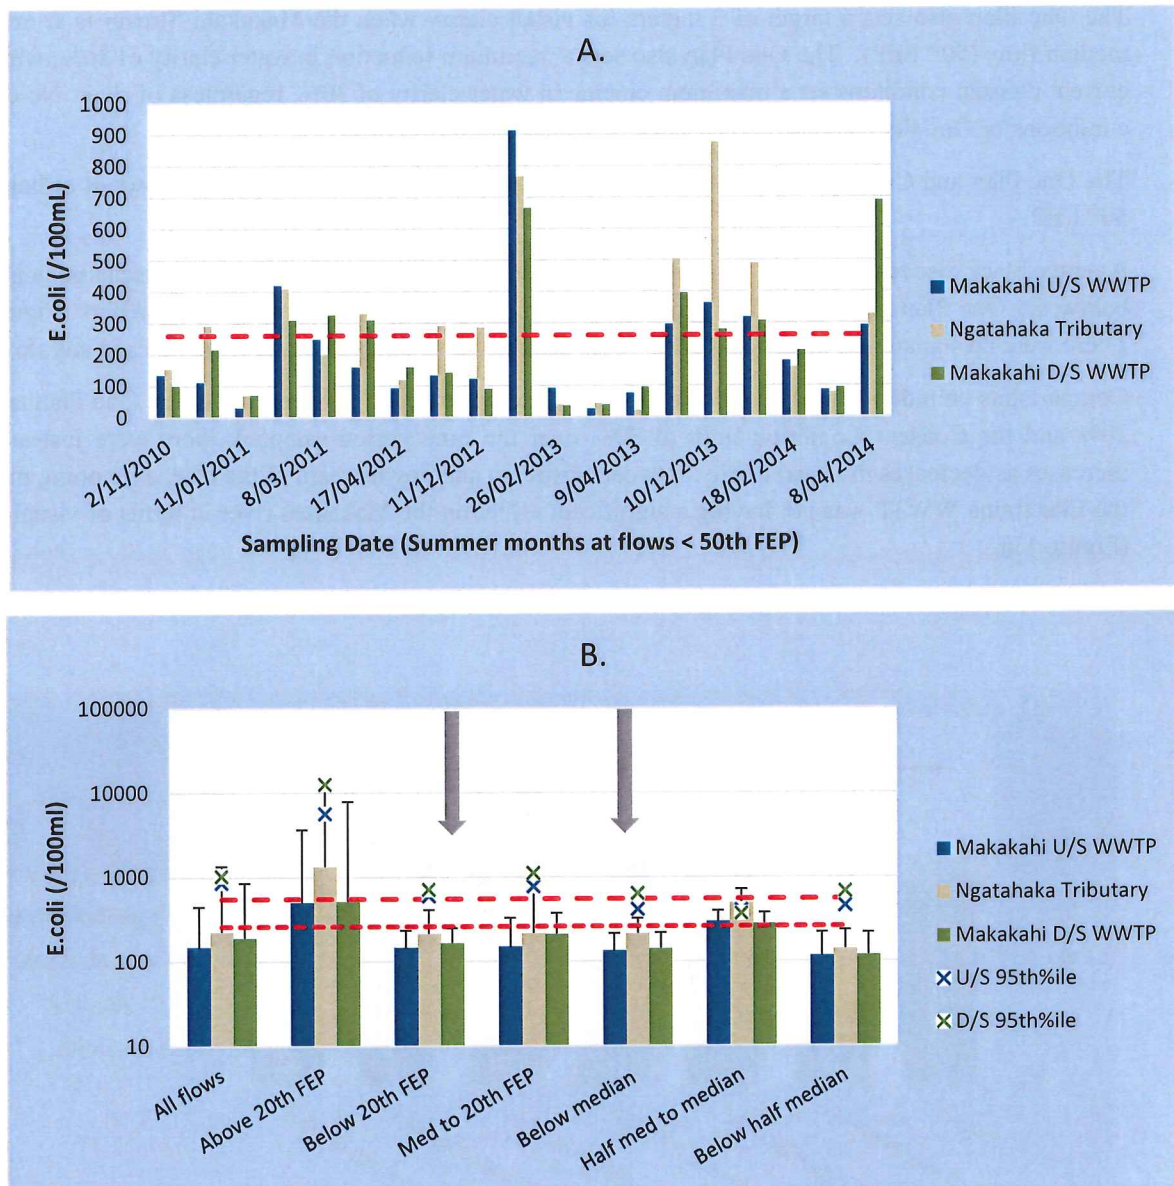 A.
1000
900
800
700
600
500
400
300
200
100
0
E.coli (/100mL)
2/11/2010
11/01/2011
8/03/2011
17/04/2012
11/12/2012
26/02/2013
9/04/2013
10/12/2013
18/02/2014
8/04/2014
Sampling Date (Summer months at flows < 50th FEP)
Makakahi U/S WWTP
Ngatahaka Tributary
Makakahi D/S WWTP
B.
100000
10000
1000
100
10
E.coli (/100ml)
All flows
Above 20th FEP
Below 20th FEP
Med to 20th FEP
Below median
Half med to median
Below half median
Makakahi U/S WWTP
Ngatahaka Tributary
Makakahi D/S WWTP
U/S 95th%ile
D/S 95th%ile